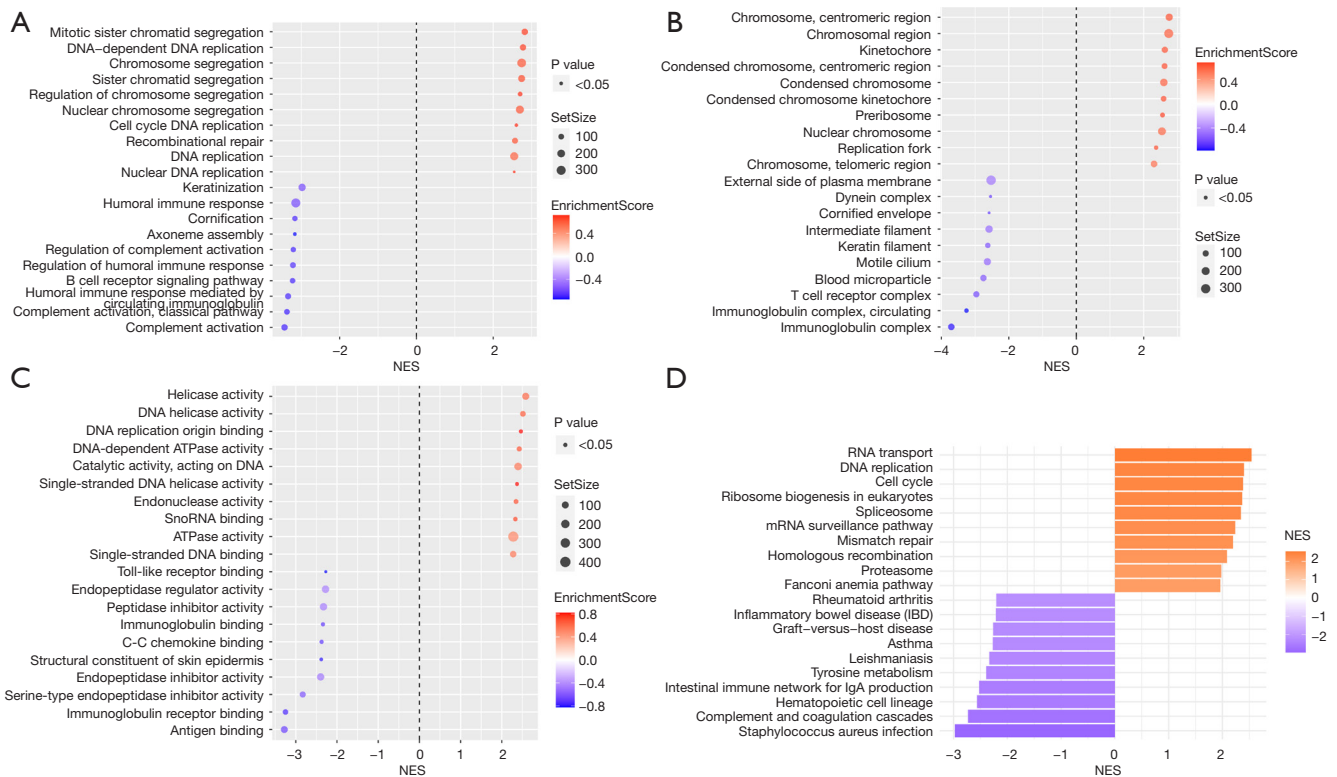 A
Mitotic sister chromatid segregation
DNA−dependent DNA replication
Chromosome segregation
Sister chromatid segregation
Regulation of chromosome segregation
Nuclear chromosome segregation
Cell cycle DNA replication
Recombinational repair
DNA replication
Nuclear DNA replication
Keratinization
Humoral immune response
Cornification
Axoneme assembly
Regulation of complement activation
Regulation of humoral immune response
B cell receptor signaling pathway
Humoral immune response mediated by
circulating immunoglobulin
Complement activation, classical pathway
Complement activation
−2 0 2
NES
P value
<0.05
SetSize
100
200
300
EnrichmentScore
0.4
0.0
−0.4
B
Chromosome, centromeric region
Chromosomal region
Kinetochore
Condensed chromosome, centromeric region
Condensed chromosome
Condensed chromosome kinetochore
Preribosome
Nuclear chromosome
Replication fork
Chromosome, telomeric region
External side of plasma membrane
Dynein complex
Cornified envelope
Intermediate filament
Keratin filament
Motile cilium
Blood microparticle
T cell receptor complex
Immunoglobulin complex, circulating
Immunoglobulin complex
−4 −2 0 2
NES
EnrichmentScore
0.4
0.0
−0.4
P value
<0.05
SetSize
100
200
300
C
Helicase activity
DNA helicase activity
DNA replication origin binding
DNA−dependent ATPase activity
Catalytic activity, acting on DNA
Single−stranded DNA helicase activity
Endonuclease activity
SnoRNA binding
ATPase activity
Single−stranded DNA binding
Toll−like receptor binding
Endopeptidase regulator activity
Peptidase inhibitor activity
Immunoglobulin binding
C−C chemokine binding
Structural constituent of skin epidermis
Endopeptidase inhibitor activity
Serine−type endopeptidase inhibitor activity
Immunoglobulin receptor binding
Antigen binding
−3 −2 −1 0 1 2
NES
P value
<0.05
SetSize
100
200
300
400
EnrichmentScore
0.8
0.4
0.0
−0.4
−0.8
D
RNA transport
DNA replication
Cell cycle
Ribosome biogenesis in eukaryotes
Spliceosome
mRNA surveillance pathway
Mismatch repair
Homologous recombination
Proteasome
Fanconi anemia pathway
Rheumatoid arthritis
Inflammatory bowel disease (IBD)
Graft−versus−host disease
Asthma
Leishmaniasis
Tyrosine metabolism
Intestinal immune network for IgA production
Hematopoietic cell lineage
Complement and coagulation cascades
Staphylococcus aureus infection
−3 −2 −1 0 1 2
NES
NES
2
1
0
−1
−2